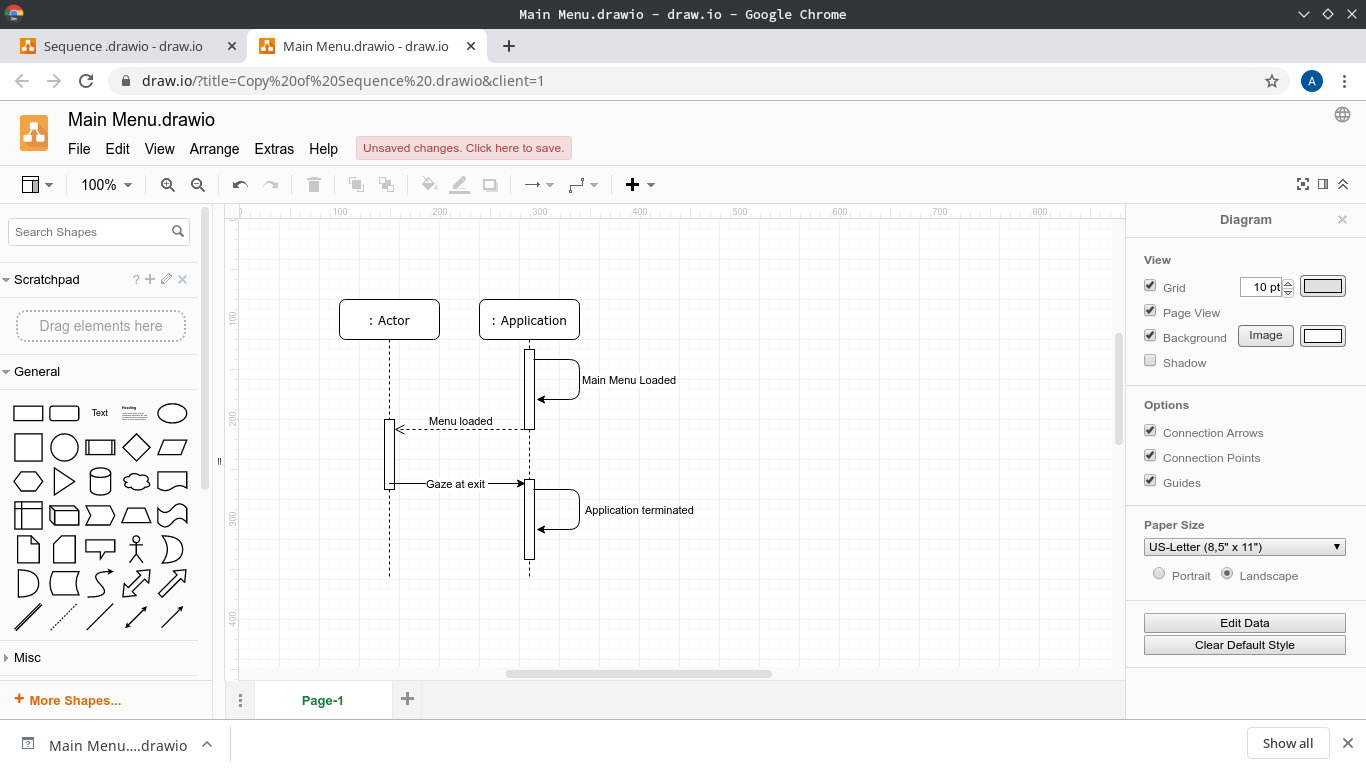 Main Menu.drawio - draw.io - Google Chrome
Sequence .drawio - draw.io
Main Menu.drawio - draw.io
draw.io/?title=Copy%20of%20Sequence%20.drawio&client=1
A
Main Menu.drawio
File Edit View Arrange Extras Help
Unsaved changes. Click here to save.
100%
Search Shapes
Scratchpad
?
Drag elements here
General
Text
Heading
Misc
+ More Shapes...
100 200 300 400 500 600 700 800
100
200
300
400
: Actor
: Application
Main Menu Loaded
Menu loaded
Gaze at exit
Application terminated
Page-1
Diagram
View
Grid
10 pt
Page View
Background
Image
Shadow
Options
Connection Arrows
Connection Points
Guides
Paper Size
US-Letter (8,5" x 11")
Portrait
Landscape
Edit Data
Clear Default Style
Main Menu....drawio
Show all